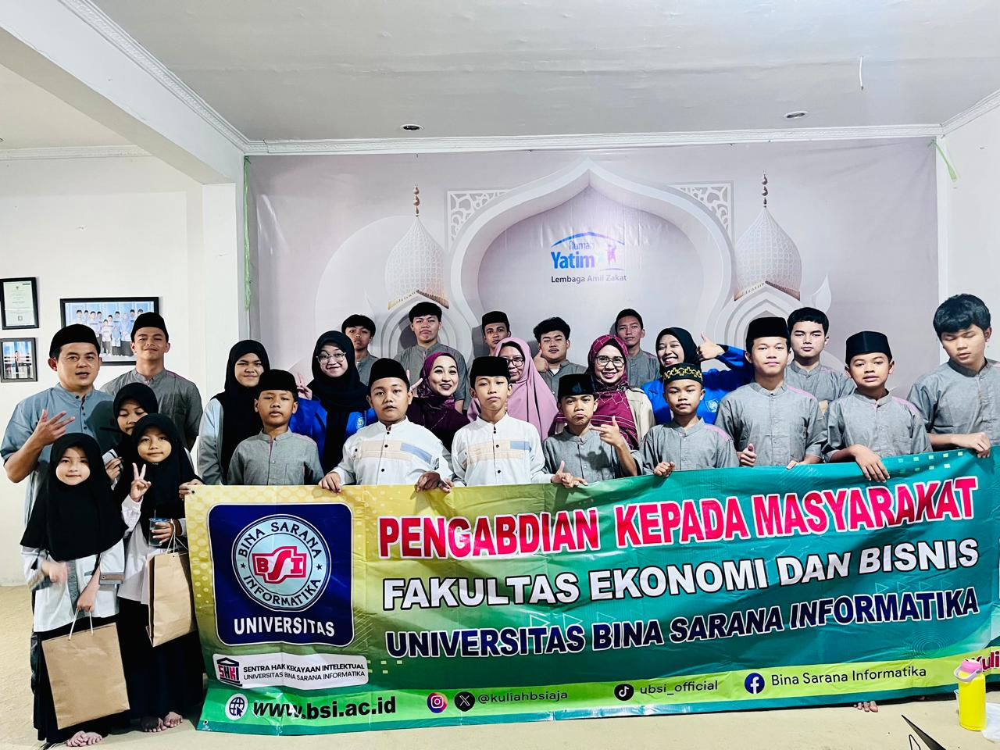 Rumah
Yatim
Lembaga Amil Zakat
PENGABDIAN KEPADA MASYARAKAT
FAKULTAS EKONOMI DAN BISNIS
UNIVERSITAS BINA SARANA INFORMATIKA
BINA SARANA
BSI
INFORMATIKA
UNIVERSITAS
SHKI
SENTRA HAK KEKAYAAN INTELEKTUAL
UNIVERSITAS BINA SARANA INFORMATIKA
www.bsi.ac.id
@kuliahbsiaja
ubsi_official
Bina Sarana Informatika